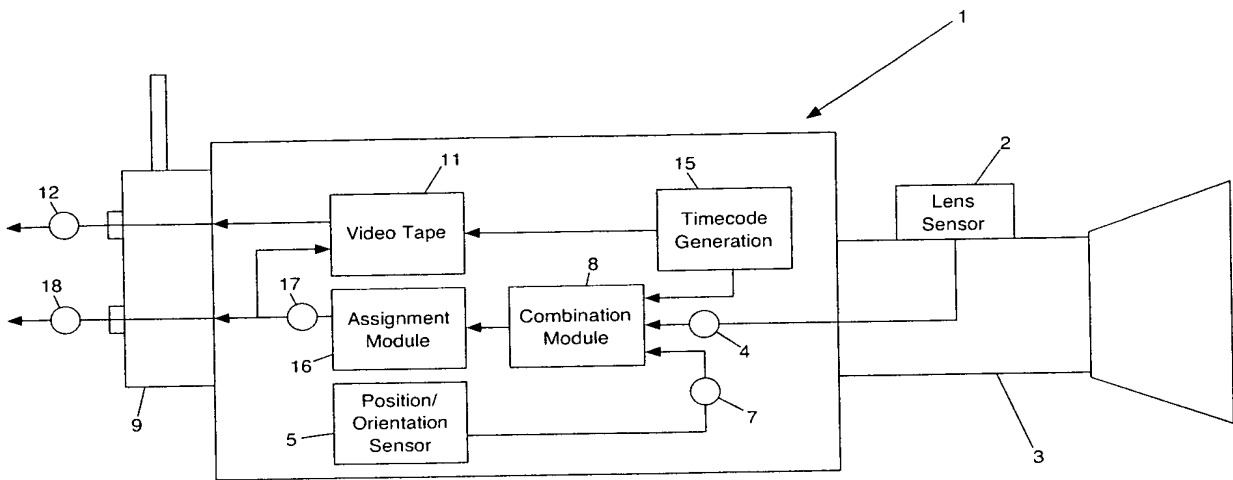 1
2
Lens
Sensor
11
15
12
Video Tape
Timecode
Generation
8
18
17
Assignment
Module
Combination
Module
4
16
Position/
Orientation
Sensor
5
7
9
3